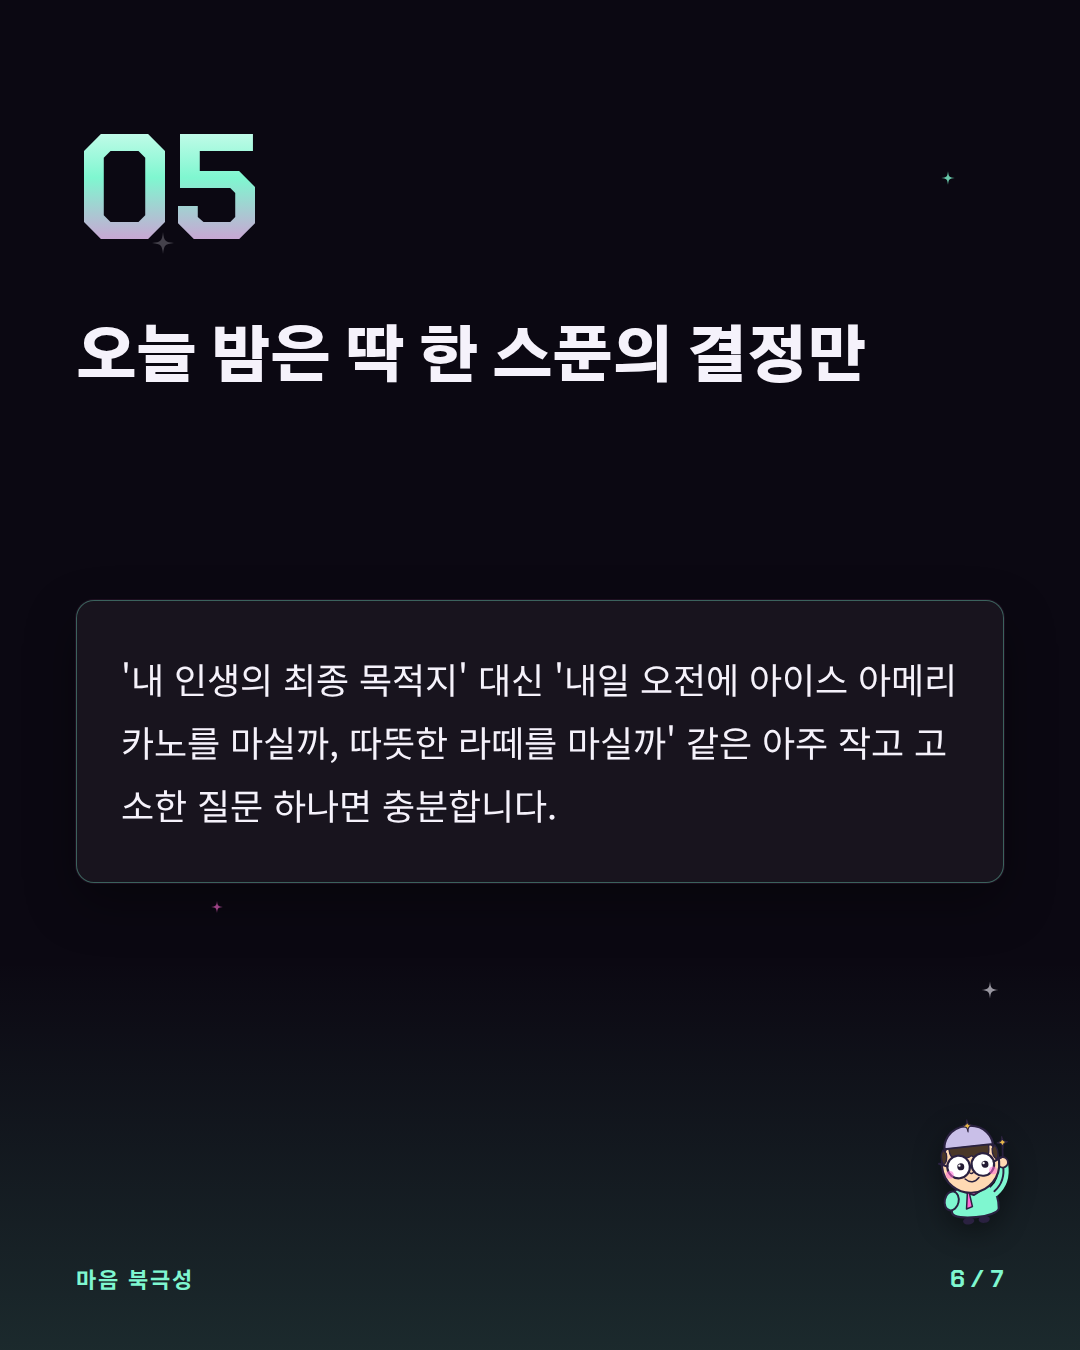 05
오늘 밤은 딱 한 스푼의 결정만
'내 인생의 최종 목적지' 대신 '내일 오전에 아이스 아메리
카노를 마실까, 따뜻한 라떼를 마실까' 같은 아주 작고 고
소한 질문 하나면 충분합니다.
마음 북극성
6 / 7